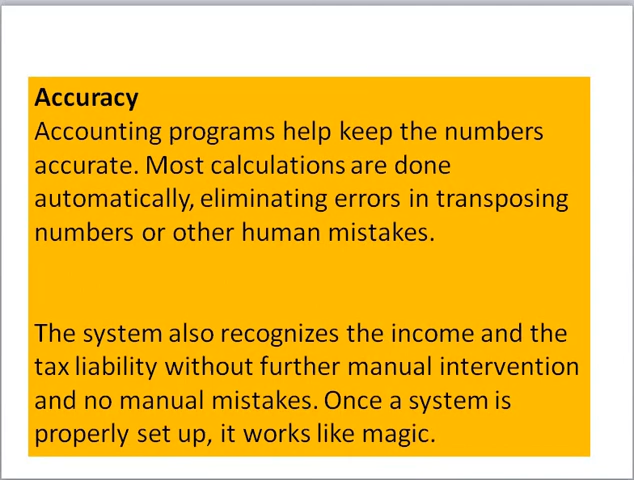 Accuracy
Accounting programs help keep the numbers
accurate. Most calculations are done
automatically, eliminating errors in transposing
numbers or other human mistakes.
The system also recognizes the income and the
tax liability without further manual intervention
and no manual mistakes. Once a system is
properly set up, it works like magic.